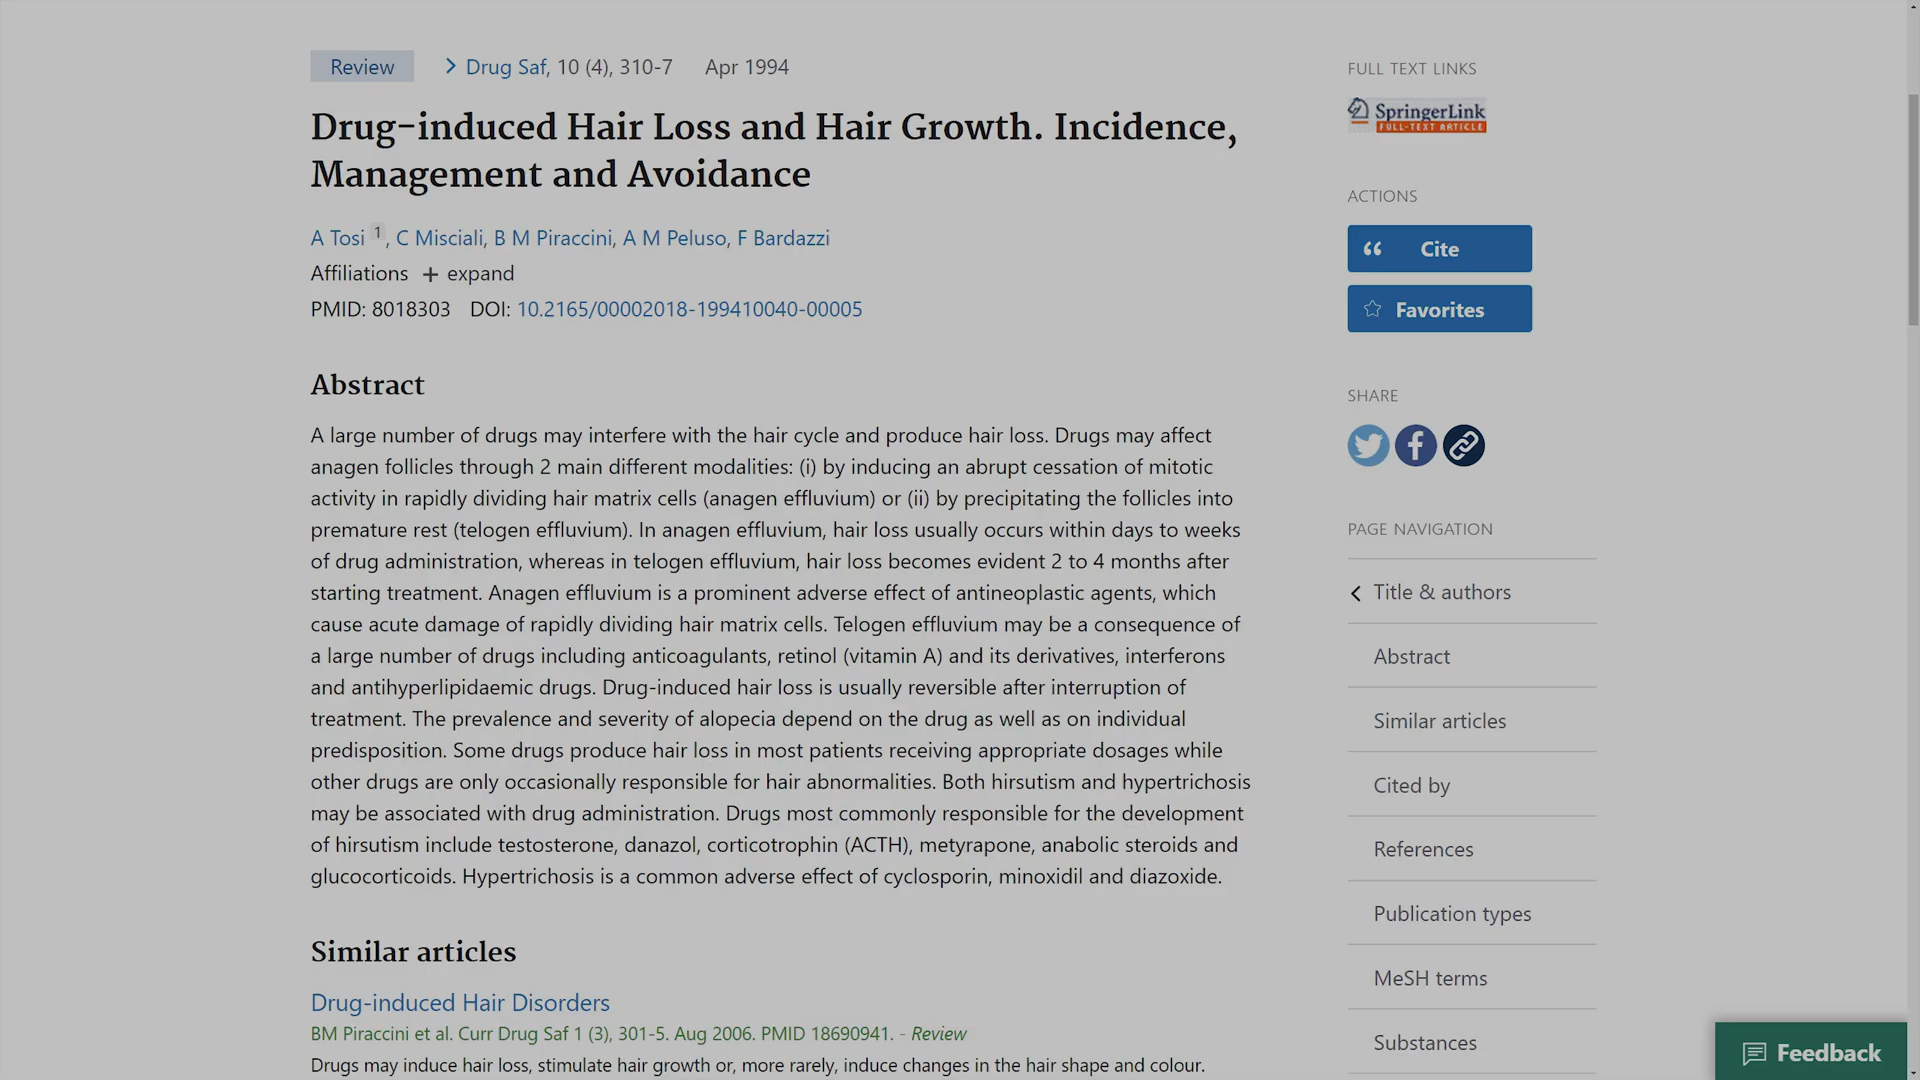 Review > Drug Saf, 10 (4), 310-7 Apr 1994
Drug-induced Hair Loss and Hair Growth. Incidence,
Management and Avoidance
A Tosi 1, C Misciali, B M Piraccini, A M Peluso, F Bardazzi
Affiliations + expand
PMID: 8018303 DOI: 10.2165/00002018-199410040-00005
Abstract
A large number of drugs may interfere with the hair cycle and produce hair loss. Drugs may affect
anagen follicles through 2 main different modalities: (i) by inducing an abrupt cessation of mitotic
activity in rapidly dividing hair matrix cells (anagen effluvium) or (ii) by precipitating the follicles into
premature rest (telogen effluvium). In anagen effluvium, hair loss usually occurs within days to weeks
of drug administration, whereas in telogen effluvium, hair loss becomes evident 2 to 4 months after
starting treatment. Anagen effluvium is a prominent adverse effect of antineoplastic agents, which
cause acute damage of rapidly dividing hair matrix cells. Telogen effluvium may be a consequence of
a large number of drugs including anticoagulants, retinol (vitamin A) and its derivatives, interferons
and antihyperlipidaemic drugs. Drug-induced hair loss is usually reversible after interruption of
treatment. The prevalence and severity of alopecia depend on the drug as well as on individual
predisposition. Some drugs produce hair loss in most patients receiving appropriate dosages while
other drugs are only occasionally responsible for hair abnormalities. Both hirsutism and hypertrichosis
may be associated with drug administration. Drugs most commonly responsible for the development
of hirsutism include testosterone, danazol, corticotrophin (ACTH), metyrapone, anabolic steroids and
glucocorticoids. Hypertrichosis is a common adverse effect of cyclosporin, minoxidil and diazoxide.
Similar articles
Drug-induced Hair Disorders
BM Piraccini et al. Curr Drug Saf 1 (3), 301-5. Aug 2006. PMID 18690941. - Review
Drugs may induce hair loss, stimulate hair growth or, more rarely, induce changes in the hair shape and colour.
FULL TEXT LINKS
SpringerLink
FULL-TEXT ARTICLE
ACTIONS
Cite
Favorites
SHARE
PAGE NAVIGATION
Title & authors
Abstract
Similar articles
Cited by
References
Publication types
MeSH terms
Substances
Feedback